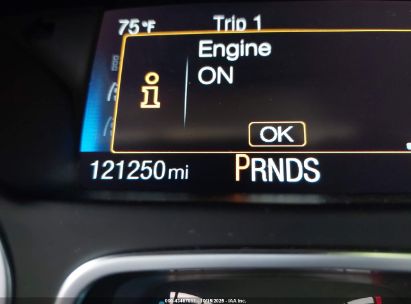 75°F Trip 1
Engine
ON
i
OK
121250 mi PRNDS